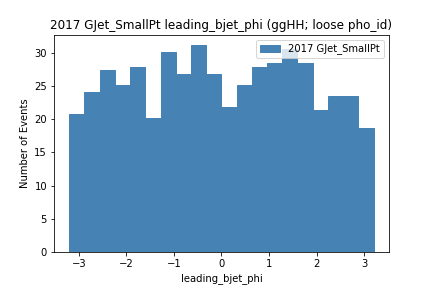 2017 GJet_SmallPt leading_bjet_phi (ggHH; loose pho_id)
2017 GJet_SmallPt
Number of Events
30
25
20
15
10
5
0
−3 −2 −1 0 1 2 3
leading_bjet_phi